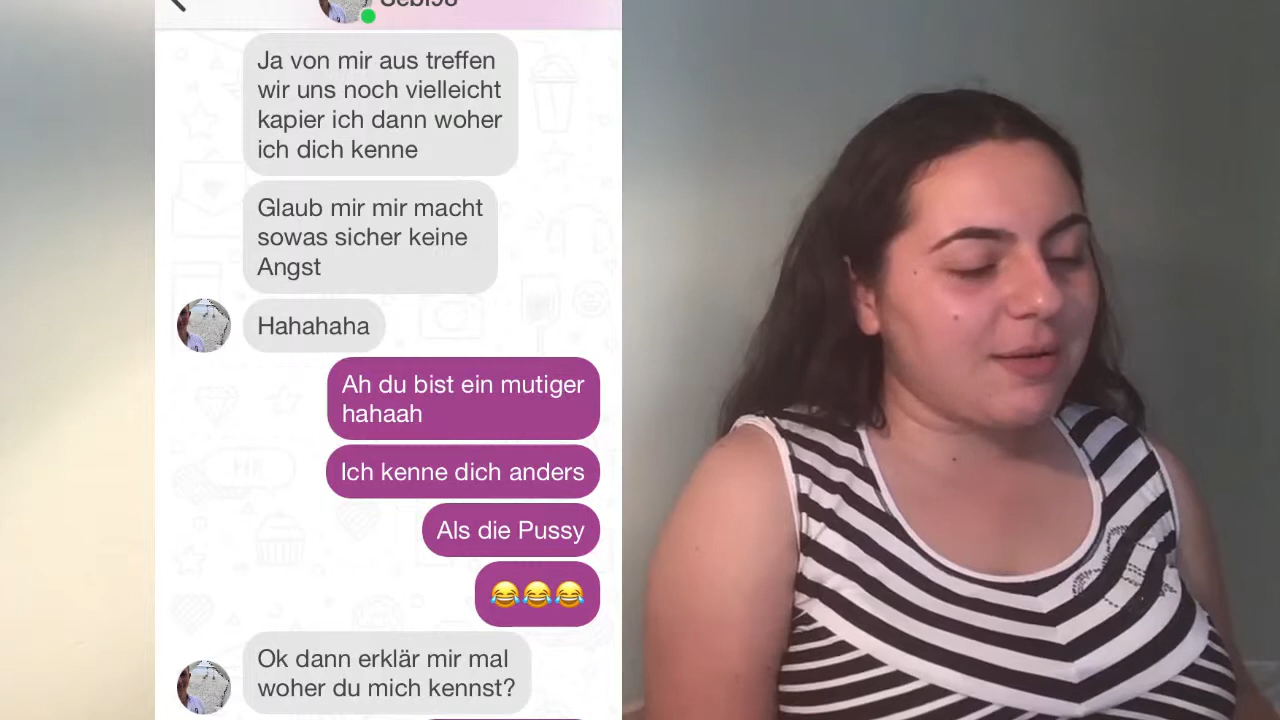 Sebi98
Ja von mir aus treffen
wir uns noch vielleicht
kapier ich dann woher
ich dich kenne
Glaub mir mir macht
sowas sicher keine
Angst
Hahahaha
Ah du bist ein mutiger
hahaah
Ich kenne dich anders
Als die Pussy
😂😂😂
Ok dann erklär mir mal
woher du mich kennst?